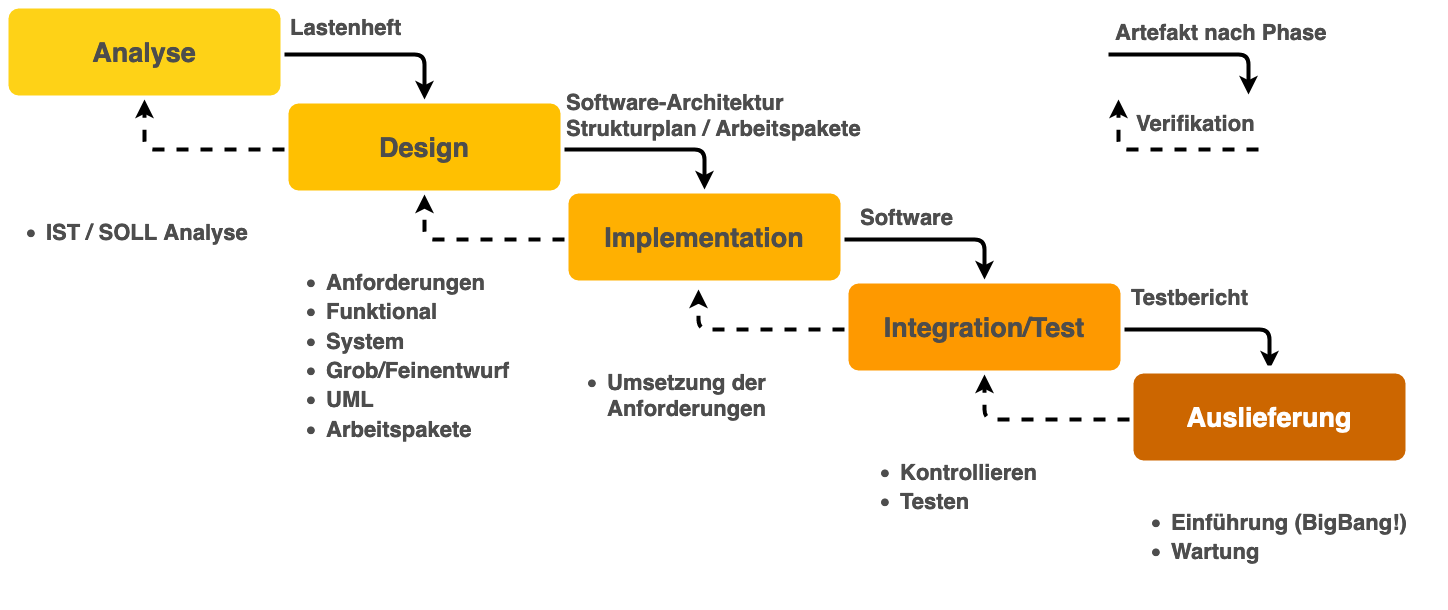 Analyse
Lastenheft
Artefakt nach Phase
Design
Software-Architektur
Strukturplan / Arbeitspakete
Verifikation
• IST / SOLL Analyse
Implementation
Software
• Anforderungen
• Funktional
• System
• Grob/Feinentwurf
• UML
• Arbeitspakete
Integration/Test
Testbericht
• Umsetzung der
Anforderungen
Auslieferung
• Kontrollieren
• Testen
• Einführung (BigBang!)
• Wartung